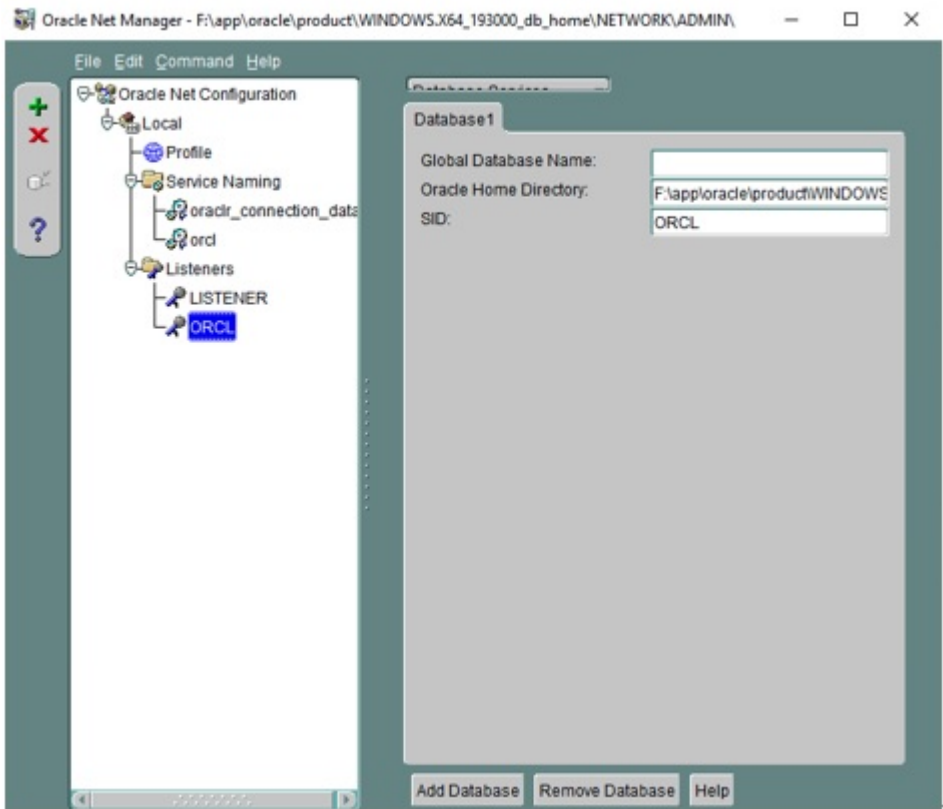 Oracle Net Manager - F:\app\oracle\product\WINDOWS.X64_193000_db_home\NETWORK\ADMIN\
File Edit Command Help
Oracle Net Configuration
Local
Profile
Service Naming
oraclr_connection_data
orcl
Listeners
LISTENER
ORCL
Database Services
Database1
Global Database Name:
Oracle Home Directory: F:\app\oracle\product\WINDOWS
SID: ORCL
Add Database Remove Database Help